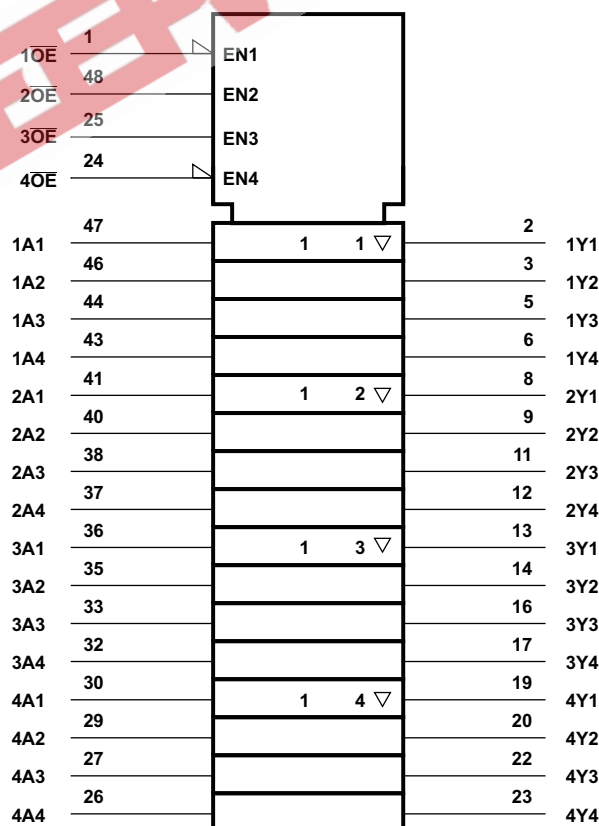 1O̅E̅ 1 EN1
2O̅E̅ 48 EN2
3O̅E̅ 25 EN3
4O̅E̅ 24 EN4
1A1 47 1 1 ▽ 2 1Y1
1A2 46 3 1Y2
1A3 44 5 1Y3
1A4 43 6 1Y4
2A1 41 1 2 ▽ 8 2Y1
2A2 40 9 2Y2
2A3 38 11 2Y3
2A4 37 12 2Y4
3A1 36 1 3 ▽ 13 3Y1
3A2 35 14 3Y2
3A3 33 16 3Y3
3A4 32 17 3Y4
4A1 30 1 4 ▽ 19 4Y1
4A2 29 20 4Y2
4A3 27 22 4Y3
4A4 26 23 4Y4